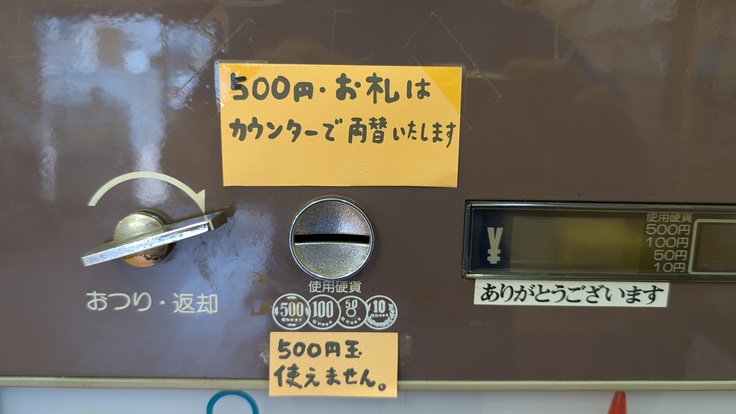 500円・お札は
カウンターで両替いたします
おつり・返却
使用硬貨
500 100 50 10
500円玉
使えません。
¥
使用硬貨
500円
100円
50円
10円
ありがとうございます